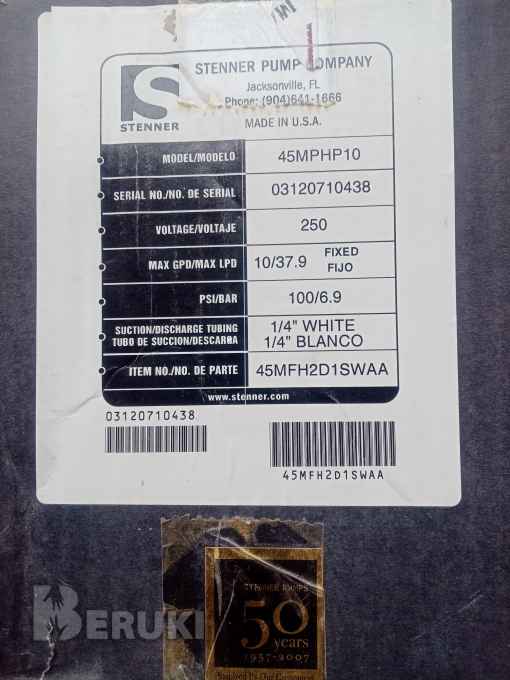 STENNER PUMP COMPANY
Jacksonville, FL
Phone: (904)641-1666
STENNER
MADE IN U.S.A.
MODEL/MODELO 45MPHP10
SERIAL NO./NO. DE SERIAL 03120710438
VOLTAGE/VOLTAJE 250
MAX GPD/MAX LPD 10/37.9 FIXED
FIJO
PSI/BAR 100/6.9
SUCTION/DISCHARGE TUBING 1/4" WHITE
TUBO DE SUCCION/DESCARGA 1/4" BLANCO
ITEM NO./NO. DE PARTE 45MFH2D1SWAA
www.stenner.com
03120710438
45MFH2D1SWAA
STENNER PUMPS
50
years
1957-2007
BERUKI